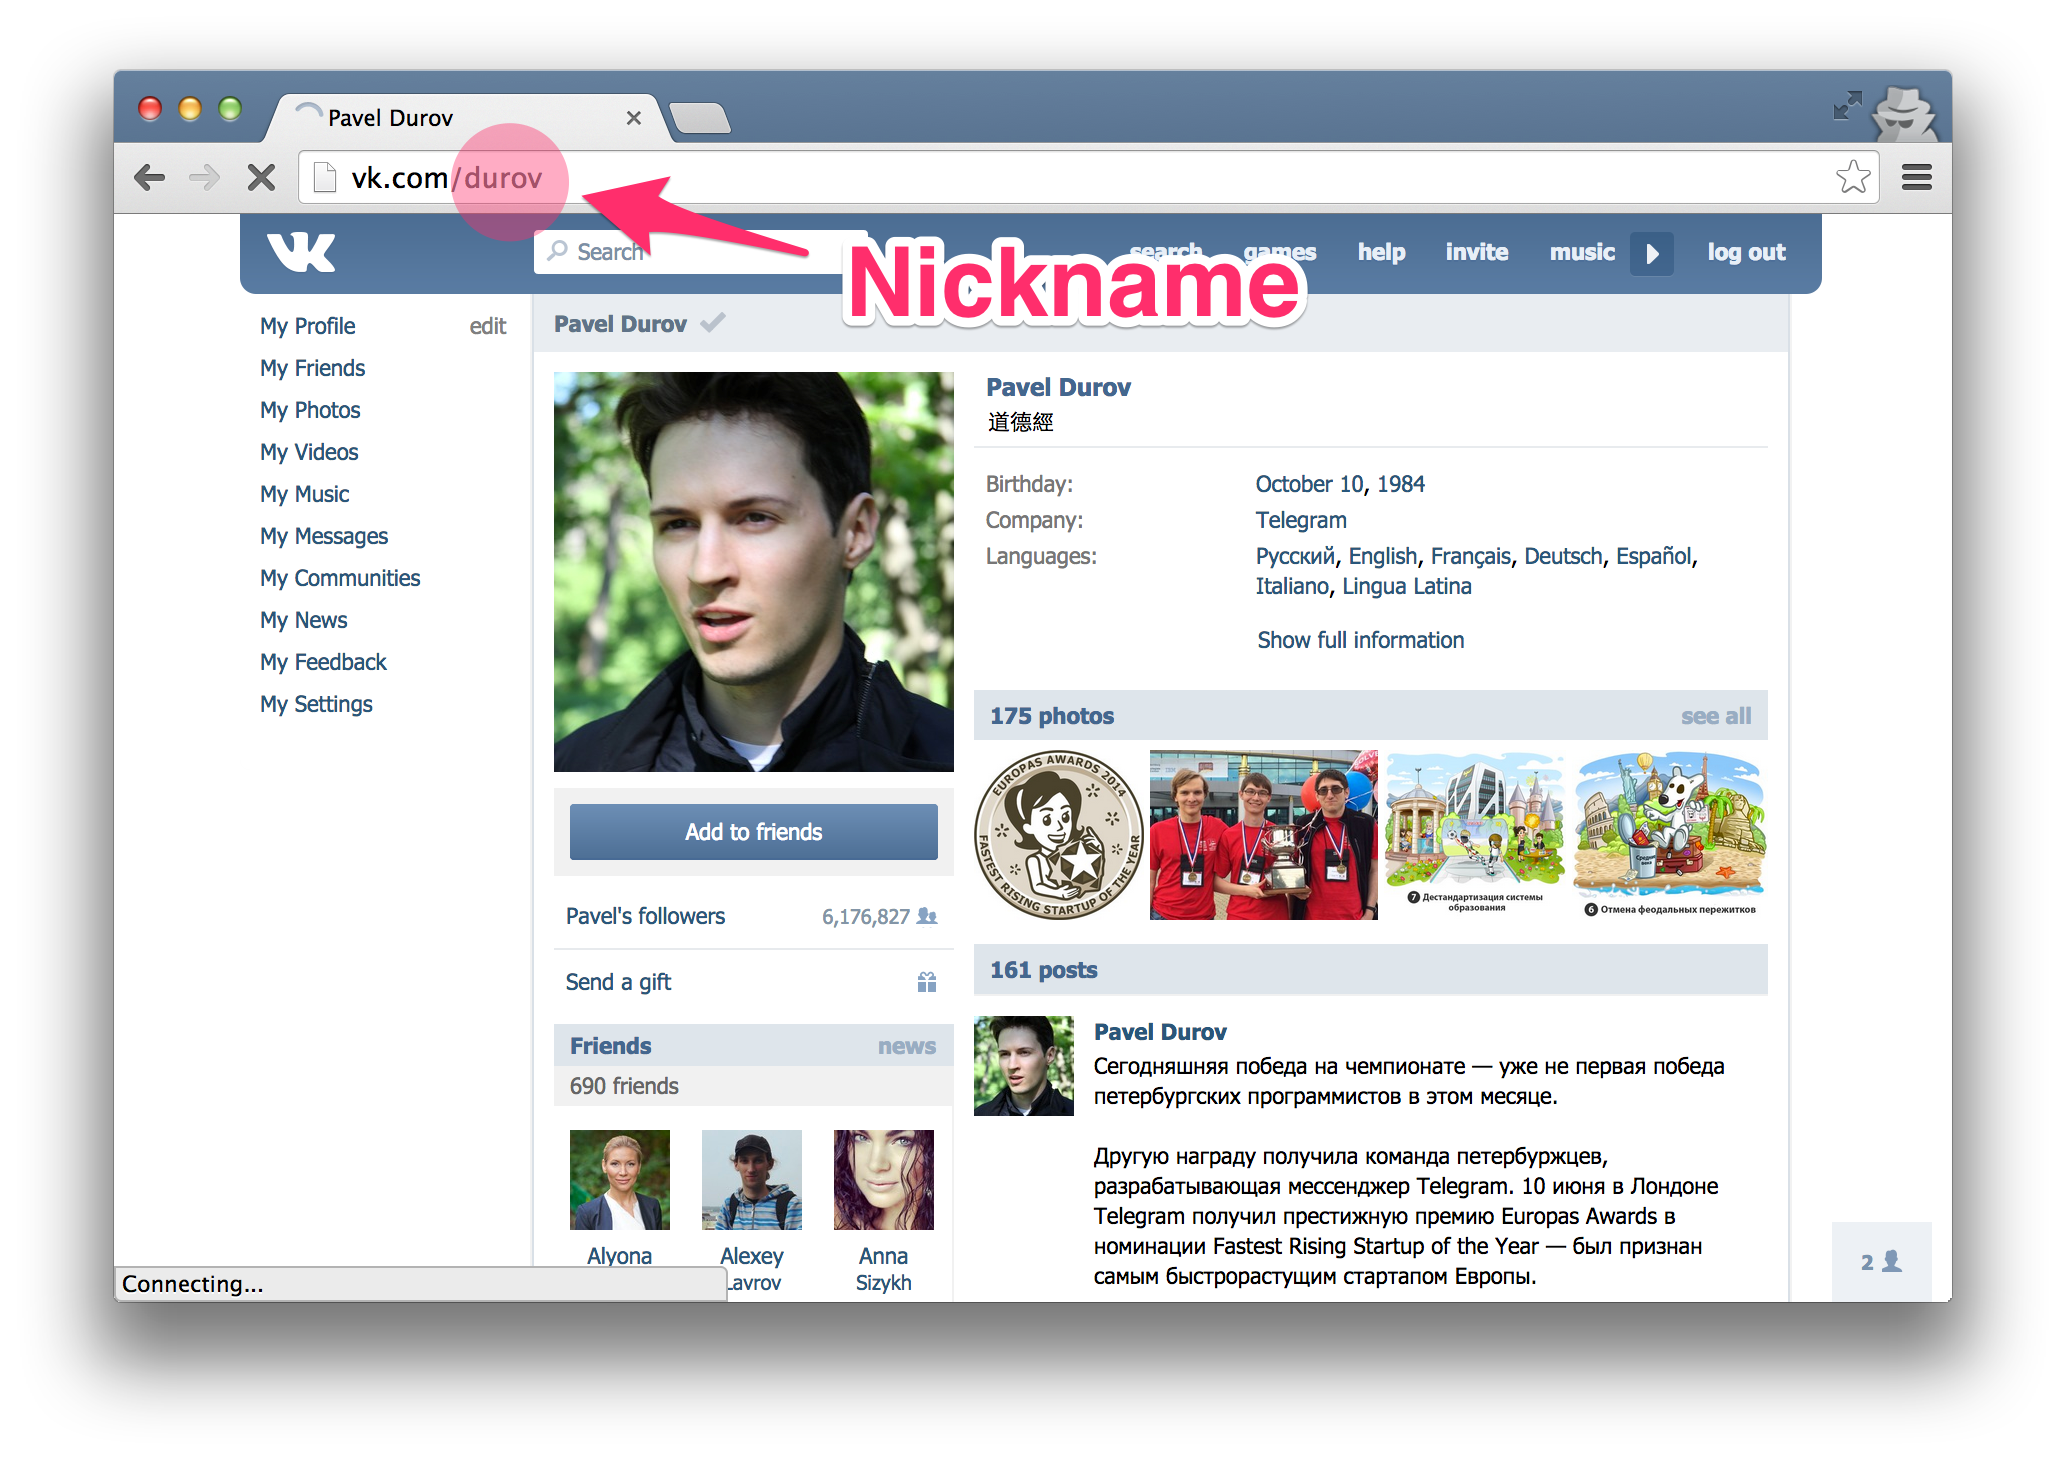 Pavel Durov
vk.com/durov
Nickname
VK
Search
search games help invite music log out
My Profile edit
My Friends
My Photos
My Videos
My Music
My Messages
My Communities
My News
My Feedback
My Settings
Pavel Durov
Add to friends
Pavel's followers 6,176,827
Send a gift
Friends news
690 friends
Alyona
Alexey
Lavrov
Anna
Sizykh
Pavel Durov
道德經
Birthday: October 10, 1984
Company: Telegram
Languages: Русский, English, Français, Deutsch, Español,
Italiano, Lingua Latina
Show full information
175 photos see all
EUROPAS AWARDS 2014
FASTEST RISING STARTUP OF THE YEAR
7 Дестандартизация системы
образования
6 Отмена феодальных пережитков
161 posts
Pavel Durov
Сегодняшняя победа на чемпионате — уже не первая победа
петербургских программистов в этом месяце.
Другую награду получила команда петербуржцев,
разрабатывающая мессенджер Telegram. 10 июня в Лондоне
Telegram получил престижную премию Europas Awards в
номинации Fastest Rising Startup of the Year — был признан
самым быстрорастущим стартапом Европы.
2
Connecting...